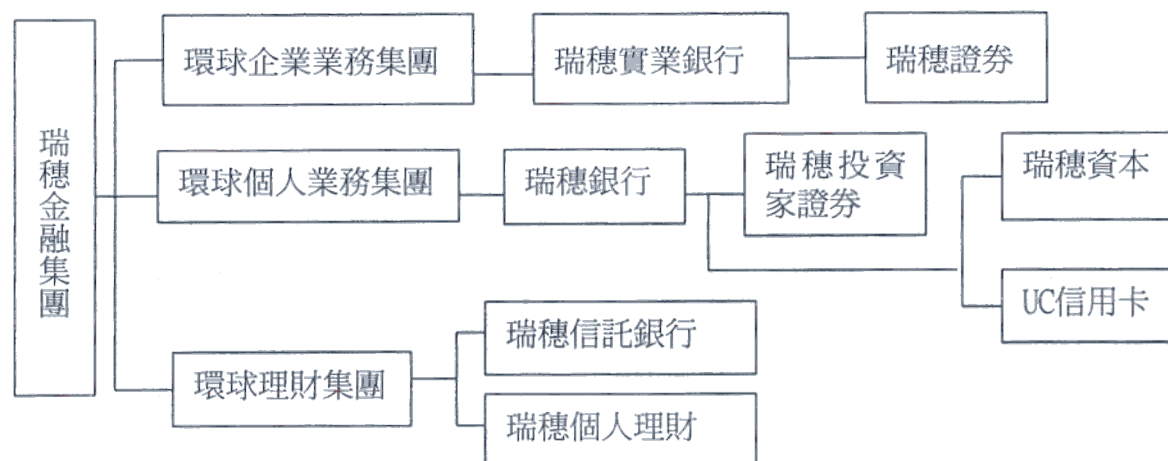 瑞穗金融集團
環球企業業務集團
瑞穗實業銀行
瑞穗證券
環球個人業務集團
瑞穗銀行
瑞穗投資
家證券
瑞穗資本
UC信用卡
環球理財集團
瑞穗信託銀行
瑞穗個人理財